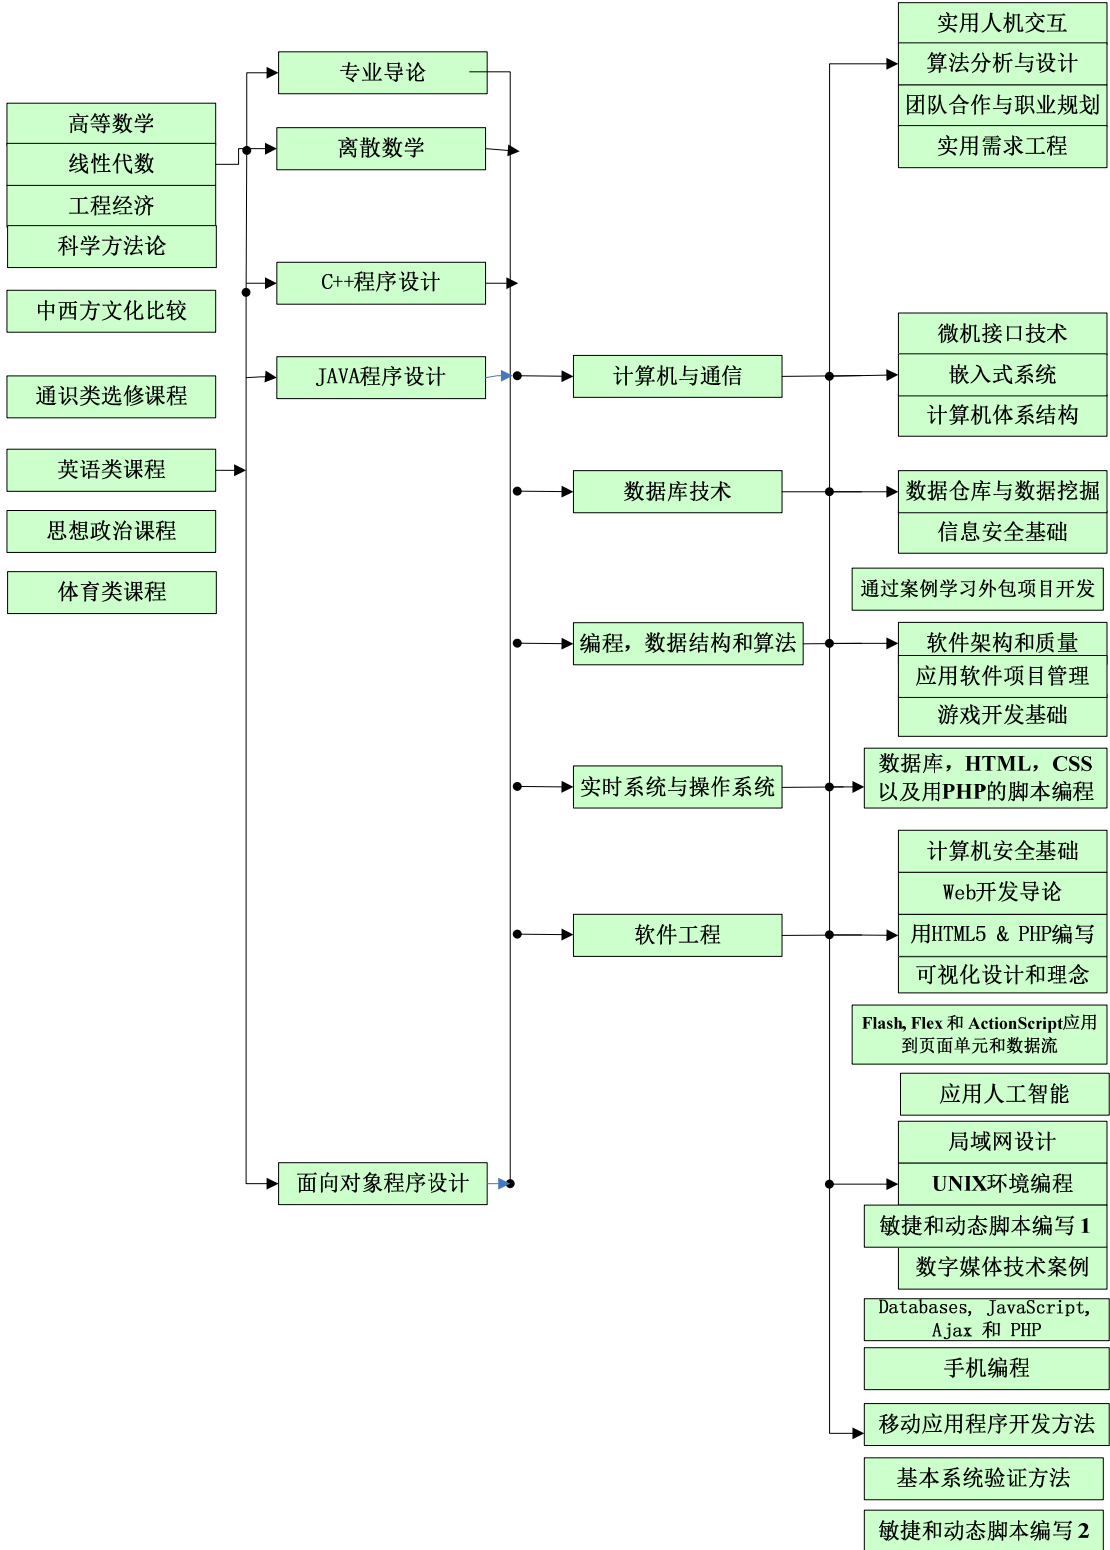 高等数学
线性代数
工程经济
科学方法论
中西方文化比较
通识类选修课程
英语类课程
思想政治课程
体育类课程
专业导论
离散数学
C++程序设计
JAVA程序设计
面向对象程序设计
计算机与通信
数据库技术
编程，数据结构和算法
实时系统与操作系统
软件工程
实用人机交互
算法分析与设计
团队合作与职业规划
实用需求工程
微机接口技术
嵌入式系统
计算机体系结构
数据仓库与数据挖掘
信息安全基础
通过案例学习外包项目开发
软件架构和质量
应用软件项目管理
游戏开发基础
数据库，HTML，CSS
以及用PHP的脚本编程
计算机安全基础
Web开发导论
用HTML5 & PHP编写
可视化设计和理念
Flash, Flex 和 ActionScript应用
到页面单元和数据流
应用人工智能
局域网设计
UNIX环境编程
敏捷和动态脚本编写 1
数字媒体技术案例
Databases, JavaScript,
Ajax 和 PHP
手机编程
移动应用程序开发方法
基本系统验证方法
敏捷和动态脚本编写 2